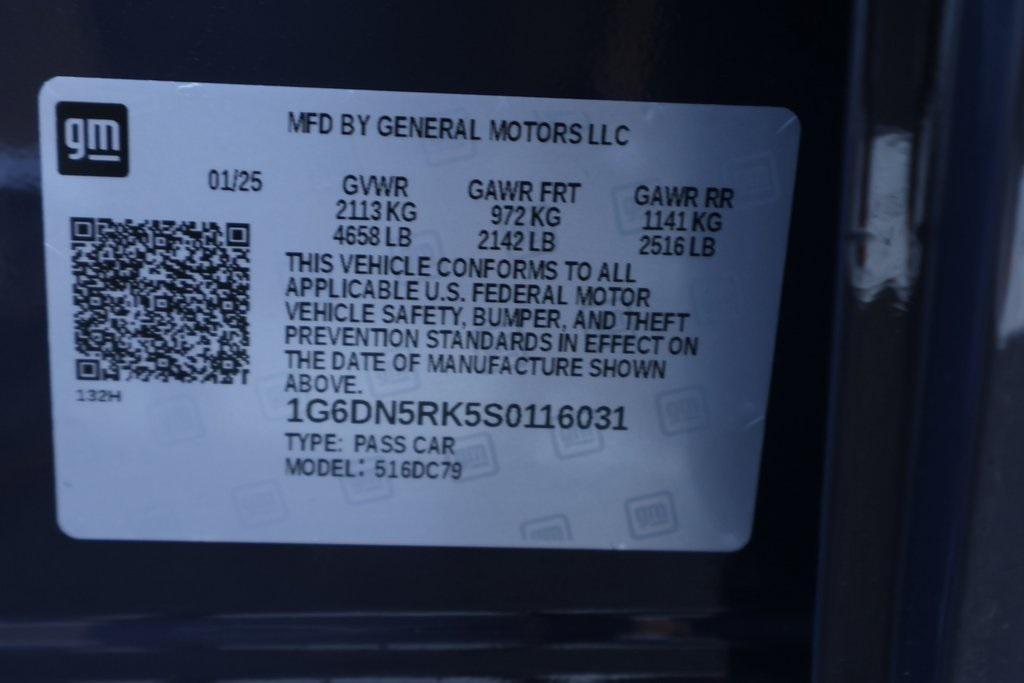 gm
MFD BY GENERAL MOTORS LLC
01/25 GVWR GAWR FRT GAWR RR
2113 KG 972 KG 1141 KG
4658 LB 2142 LB 2516 LB
THIS VEHICLE CONFORMS TO ALL
APPLICABLE U.S. FEDERAL MOTOR
VEHICLE SAFETY, BUMPER, AND THEFT
PREVENTION STANDARDS IN EFFECT ON
THE DATE OF MANUFACTURE SHOWN
ABOVE.
132H
1G6DN5RK5S0116031
TYPE: PASS CAR
MODEL: 516DC79